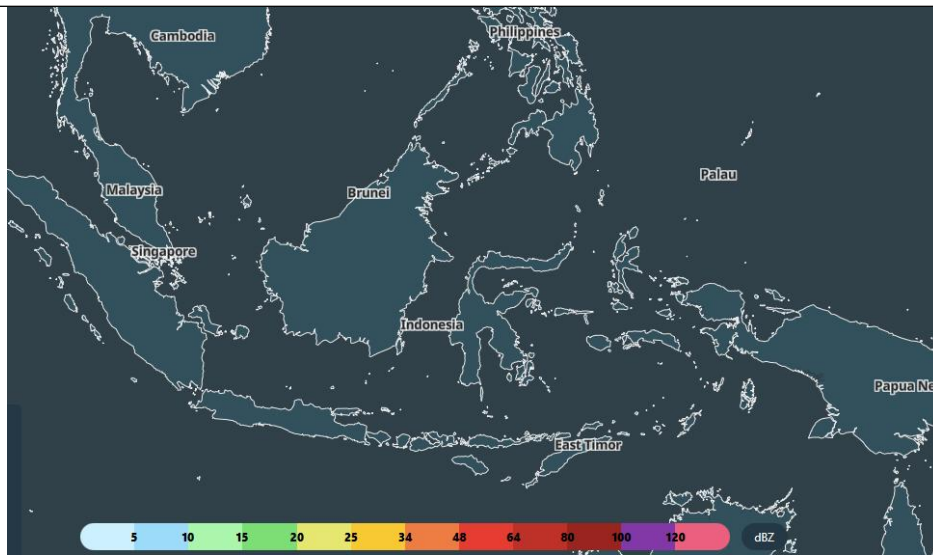 Cambodia
Philippines
Palau
Malaysia
Brunei
Singapore
Indonesia
Papua Ne
East Timor
5 10 15 20 25 34 48 64 80 100 120 dBZ